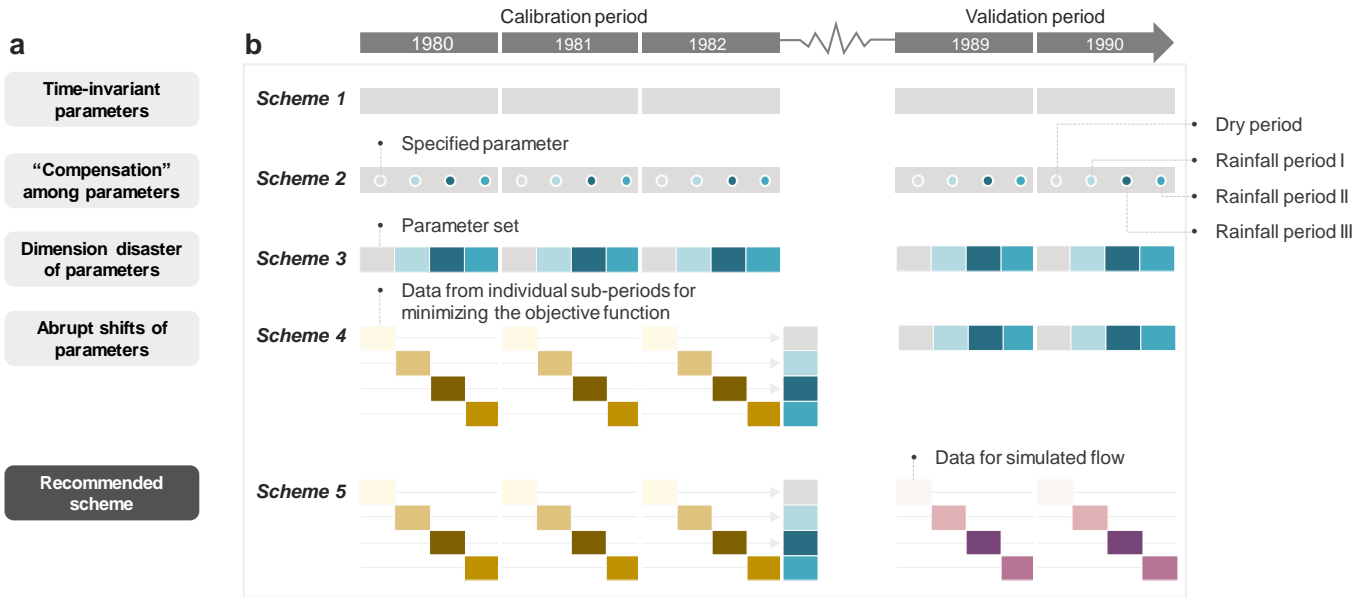 a
Time-invariant
parameters
“Compensation”
among parameters
Dimension disaster
of parameters
Abrupt shifts of
parameters
Recommended
scheme
b
Calibration period
Validation period
1980
1981
1982
1989
1990
Scheme 1
Specified parameter
Scheme 2
Dry period
Rainfall period I
Rainfall period II
Rainfall period III
Parameter set
Scheme 3
Data from individual sub-periods for
minimizing the objective function
Scheme 4
Data for simulated flow
Scheme 5